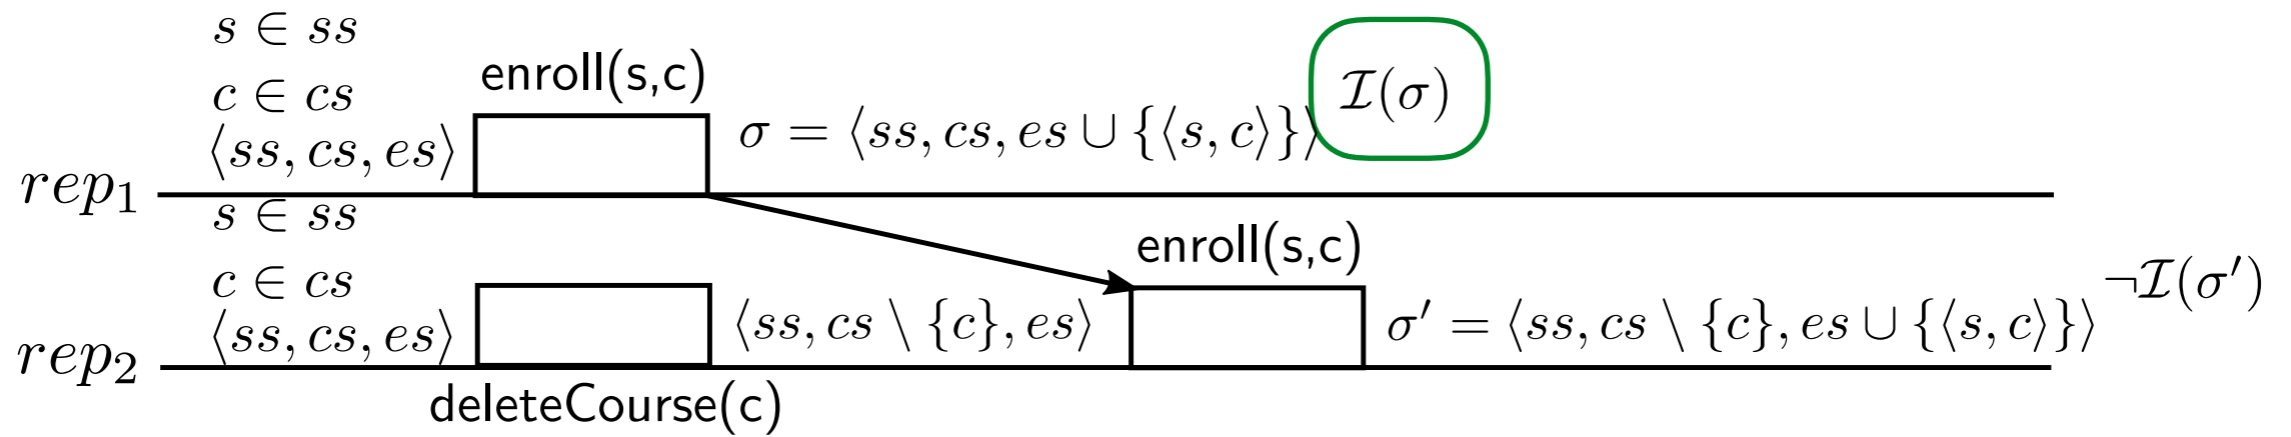 s ∈ ss
c ∈ cs
⟨ss, cs, es⟩
enroll(s,c)
σ = ⟨ss, cs, es ∪ {⟨s, c⟩}⟩
𝓘(σ)
rep₁
s ∈ ss
c ∈ cs
⟨ss, cs, es⟩
⟨ss, cs \ {c}, es⟩
enroll(s,c)
σ′ = ⟨ss, cs \ {c}, es ∪ {⟨s, c⟩}⟩
¬𝓘(σ′)
rep₂
deleteCourse(c)